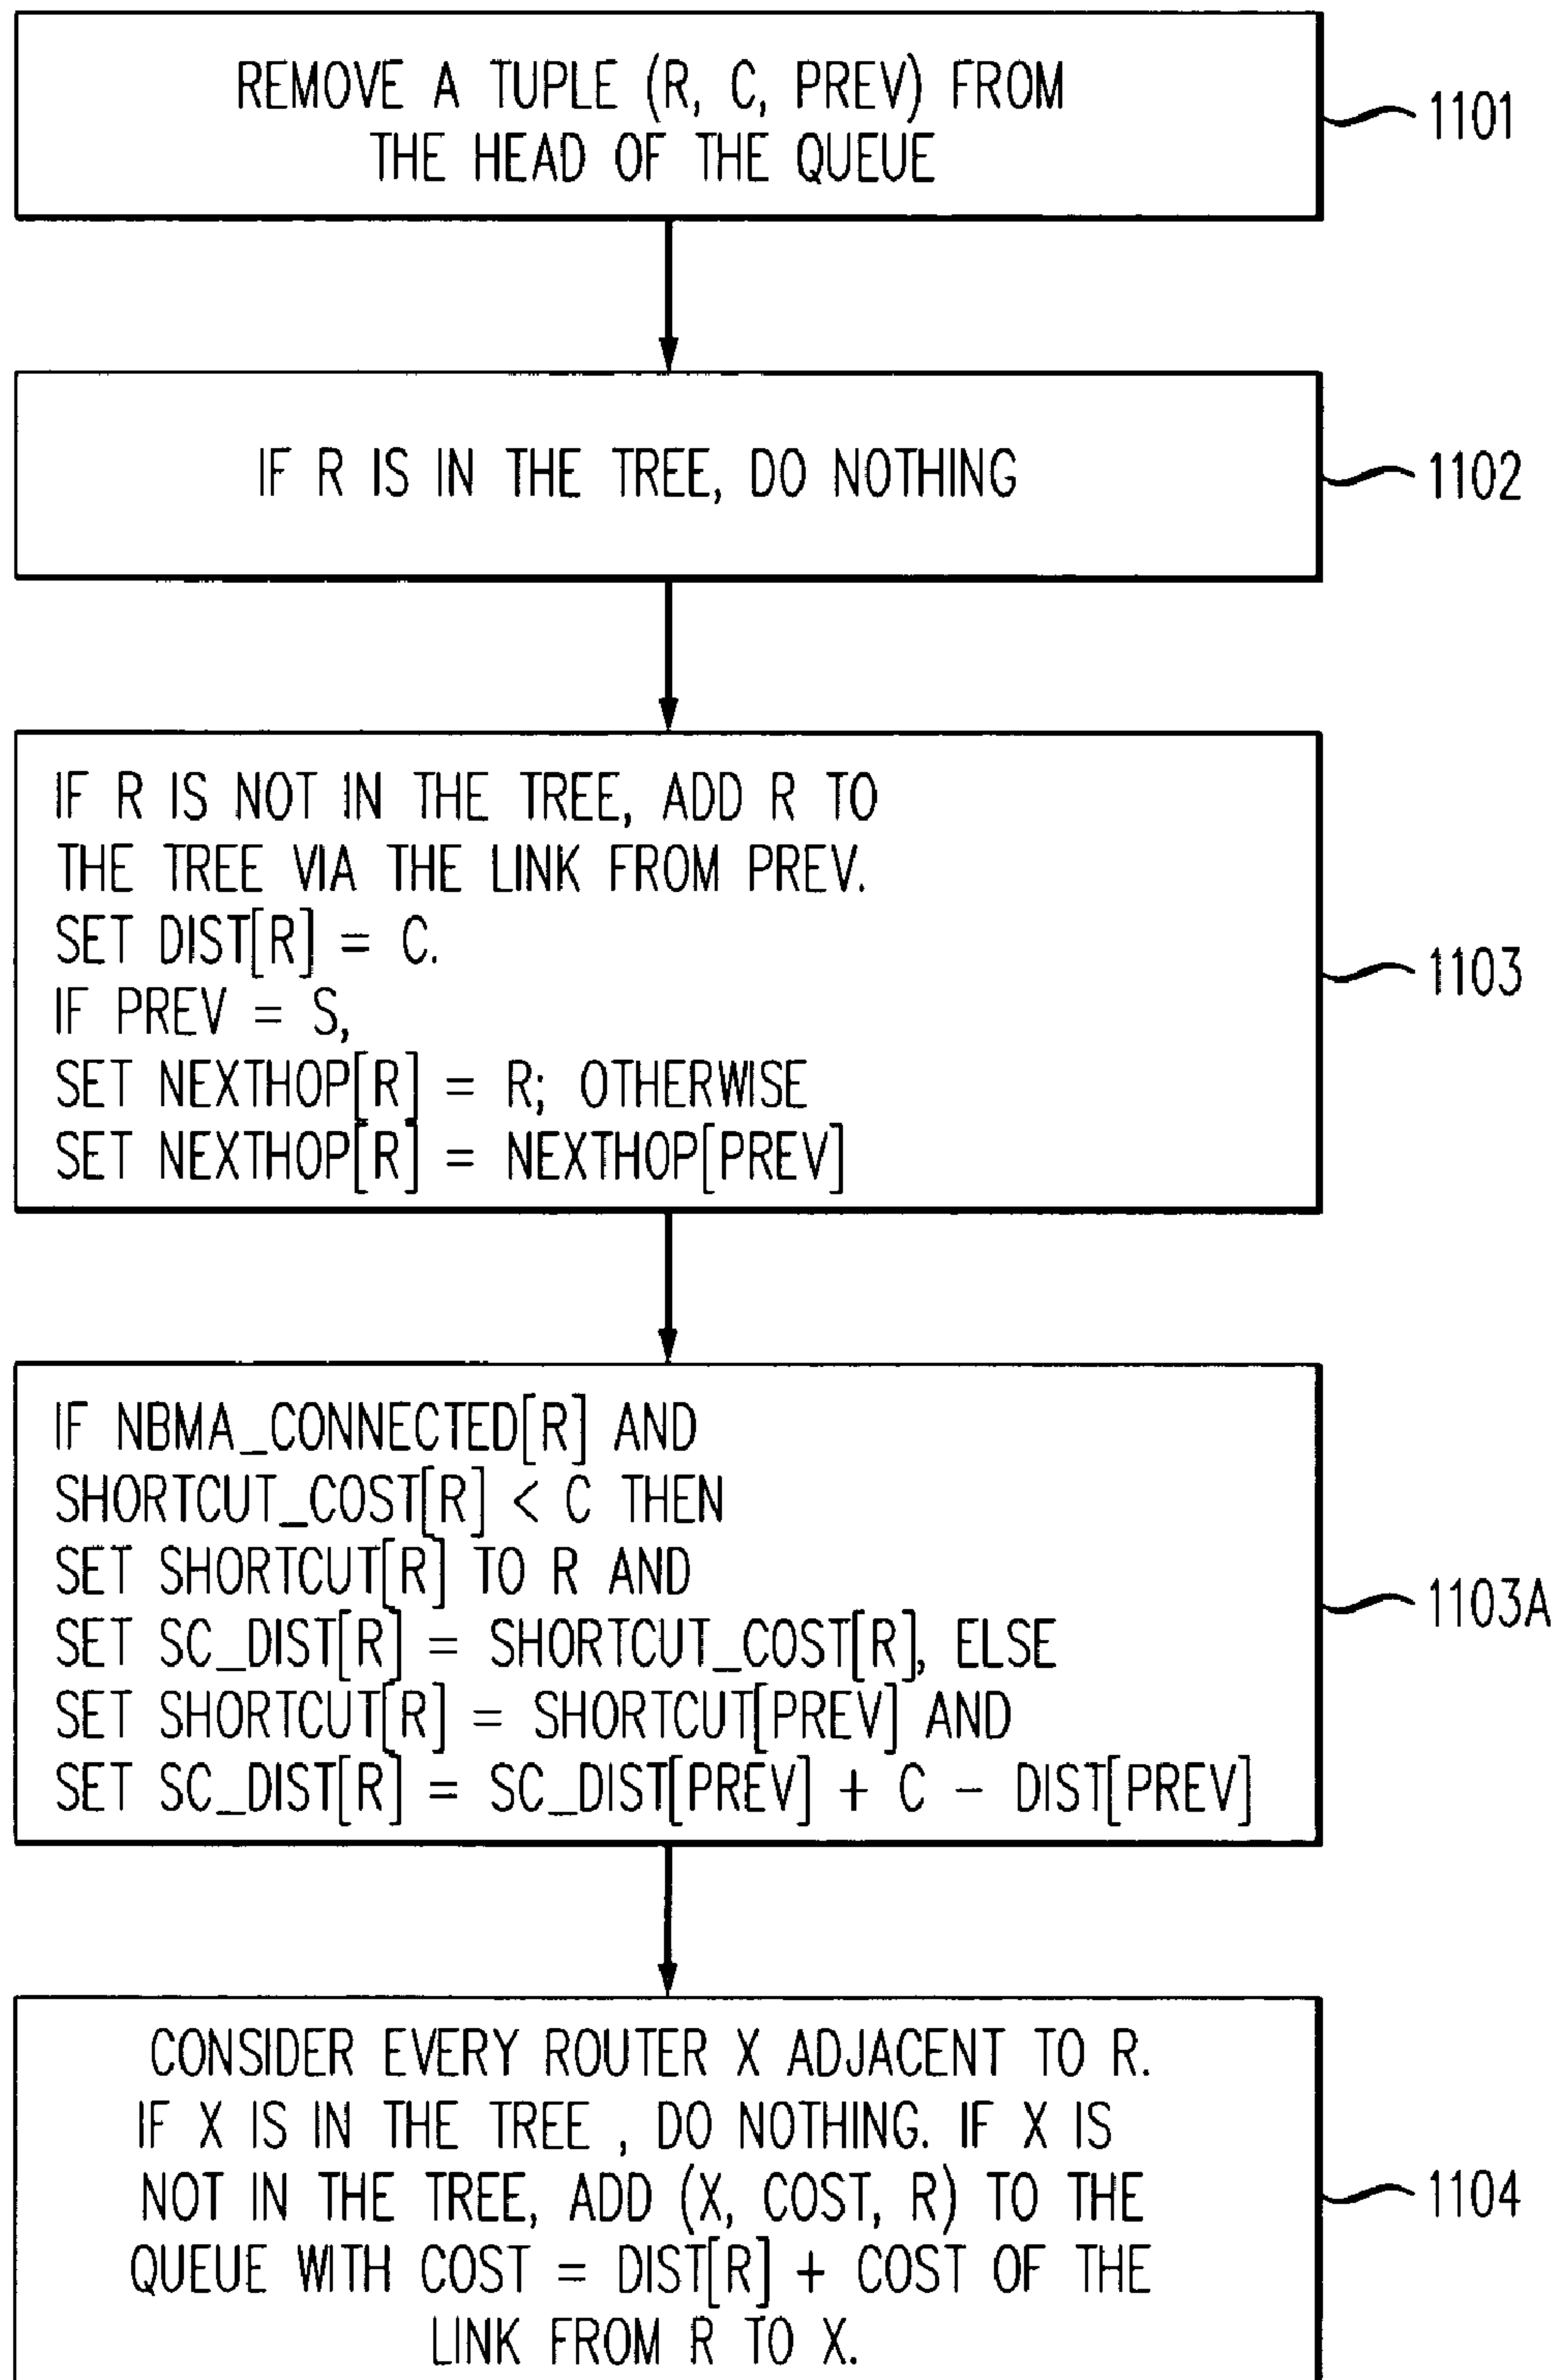 REMOVE A TUPLE (R, C, PREV) FROM
THE HEAD OF THE QUEUE
1101
IF R IS IN THE TREE, DO NOTHING
1102
IF R IS NOT IN THE TREE, ADD R TO
THE TREE VIA THE LINK FROM PREV.
SET DIST[R] = C.
IF PREV = S,
SET NEXTHOP[R] = R; OTHERWISE
SET NEXTHOP[R] = NEXTHOP[PREV]
1103
IF NBMA_CONNECTED[R] AND
SHORTCUT_COST[R] < C THEN
SET SHORTCUT[R] TO R AND
SET SC_DIST[R] = SHORTCUT_COST[R], ELSE
SET SHORTCUT[R] = SHORTCUT[PREV] AND
SET SC_DIST[R] = SC_DIST[PREV] + C - DIST[PREV]
1103A
CONSIDER EVERY ROUTER X ADJACENT TO R.
IF X IS IN THE TREE , DO NOTHING. IF X IS
NOT IN THE TREE, ADD (X, COST, R) TO THE
QUEUE WITH COST = DIST[R] + COST OF THE
LINK FROM R TO X.
1104